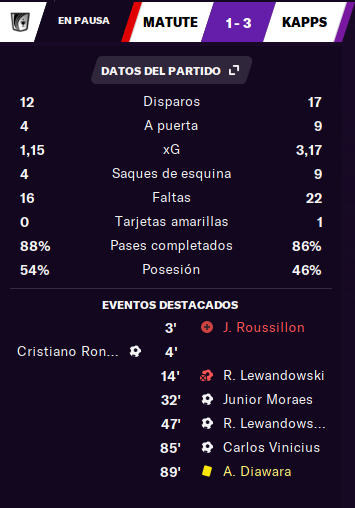 EN PAUSA MATUTE 1 - 3 KAPPS
DATOS DEL PARTIDO
12 Disparos 17
4 A puerta 9
1,15 xG 3,17
4 Saques de esquina 9
16 Faltas 22
0 Tarjetas amarillas 1
88% Pases completados 86%
54% Posesión 46%
EVENTOS DESTACADOS
3' J. Roussillon
Cristiano Ron... 4'
14' R. Lewandowski
32' Junior Moraes
47' R. Lewandows...
85' Carlos Vinicius
89' A. Diawara